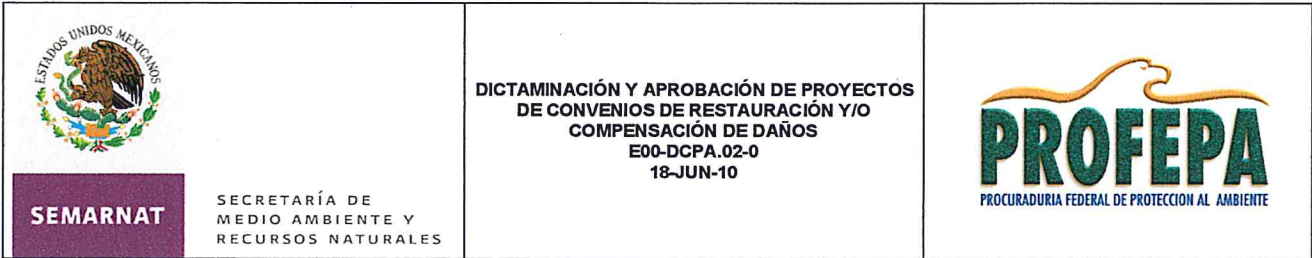 ESTADOS UNIDOS MEXICANOS
SEMARNAT
SECRETARÍA DE
MEDIO AMBIENTE Y
RECURSOS NATURALES
DICTAMINACIÓN Y APROBACIÓN DE PROYECTOS
DE CONVENIOS DE RESTAURACIÓN Y/O
COMPENSACIÓN DE DAÑOS
E00-DCPA.02-0
18-JUN-10
PROFEPA
PROCURADURIA FEDERAL DE PROTECCION AL AMBIENTE